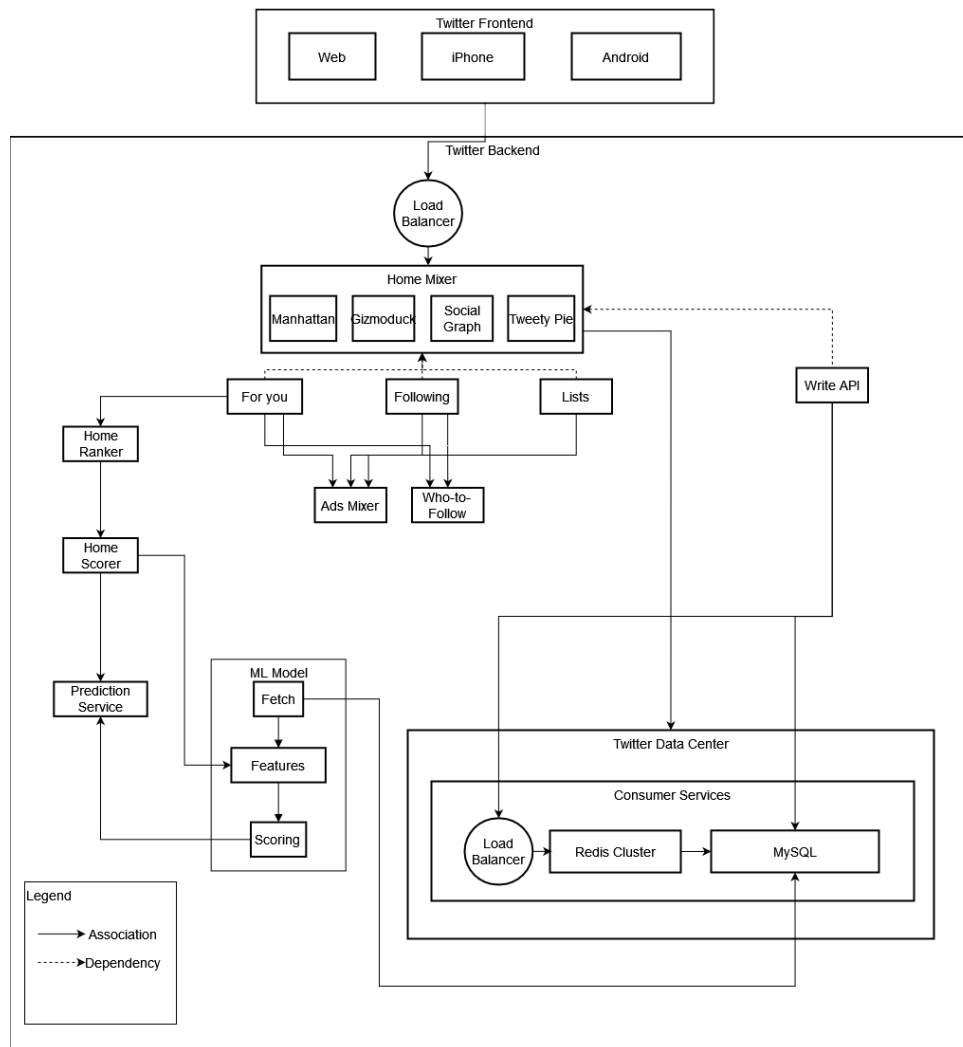 Twitter Frontend
Web
iPhone
Android
Twitter Backend
Load
Balancer
Home Mixer
Manhattan
Gizmoduck
Social
Graph
Tweety Pie
For you
Following
Lists
Write API
Home
Ranker
Ads Mixer
Who-to-
Follow
Home
Scorer
ML Model
Fetch
Prediction
Service
Features
Scoring
Twitter Data Center
Consumer Services
Load
Balancer
Redis Cluster
MySQL
Legend
Association
Dependency